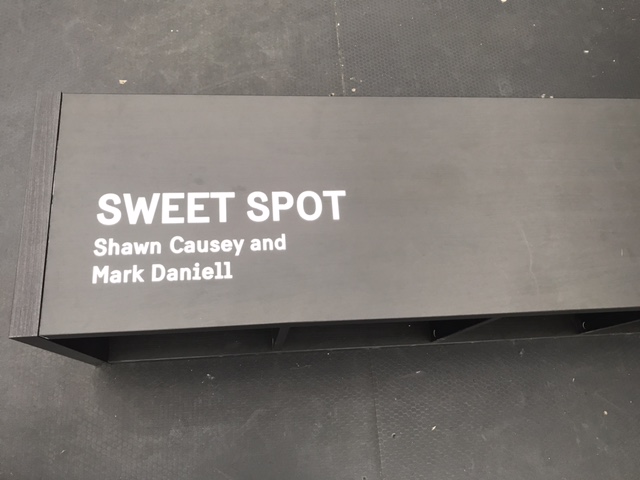 SWEET SPOT
Shawn Causey and
Mark Daniell